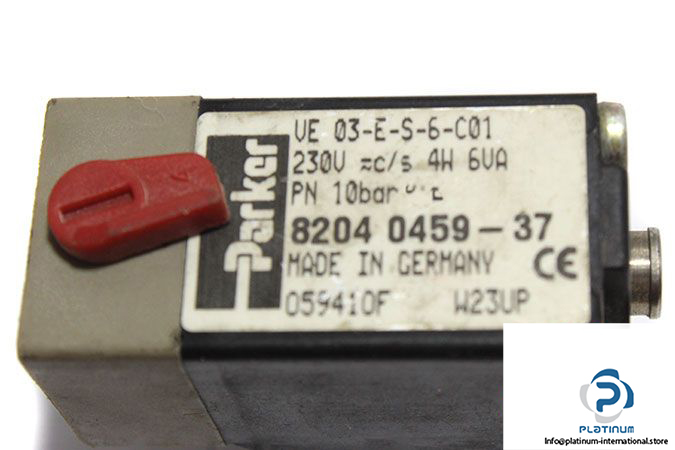 Parker
VE 03-E-S-6-C01
230V ≂c/s 4W 6VA
PN 10bar
8204 0459-37
MADE IN GERMANY CE
059410F W23UP
PLATINUM
Info@platinum-international.store